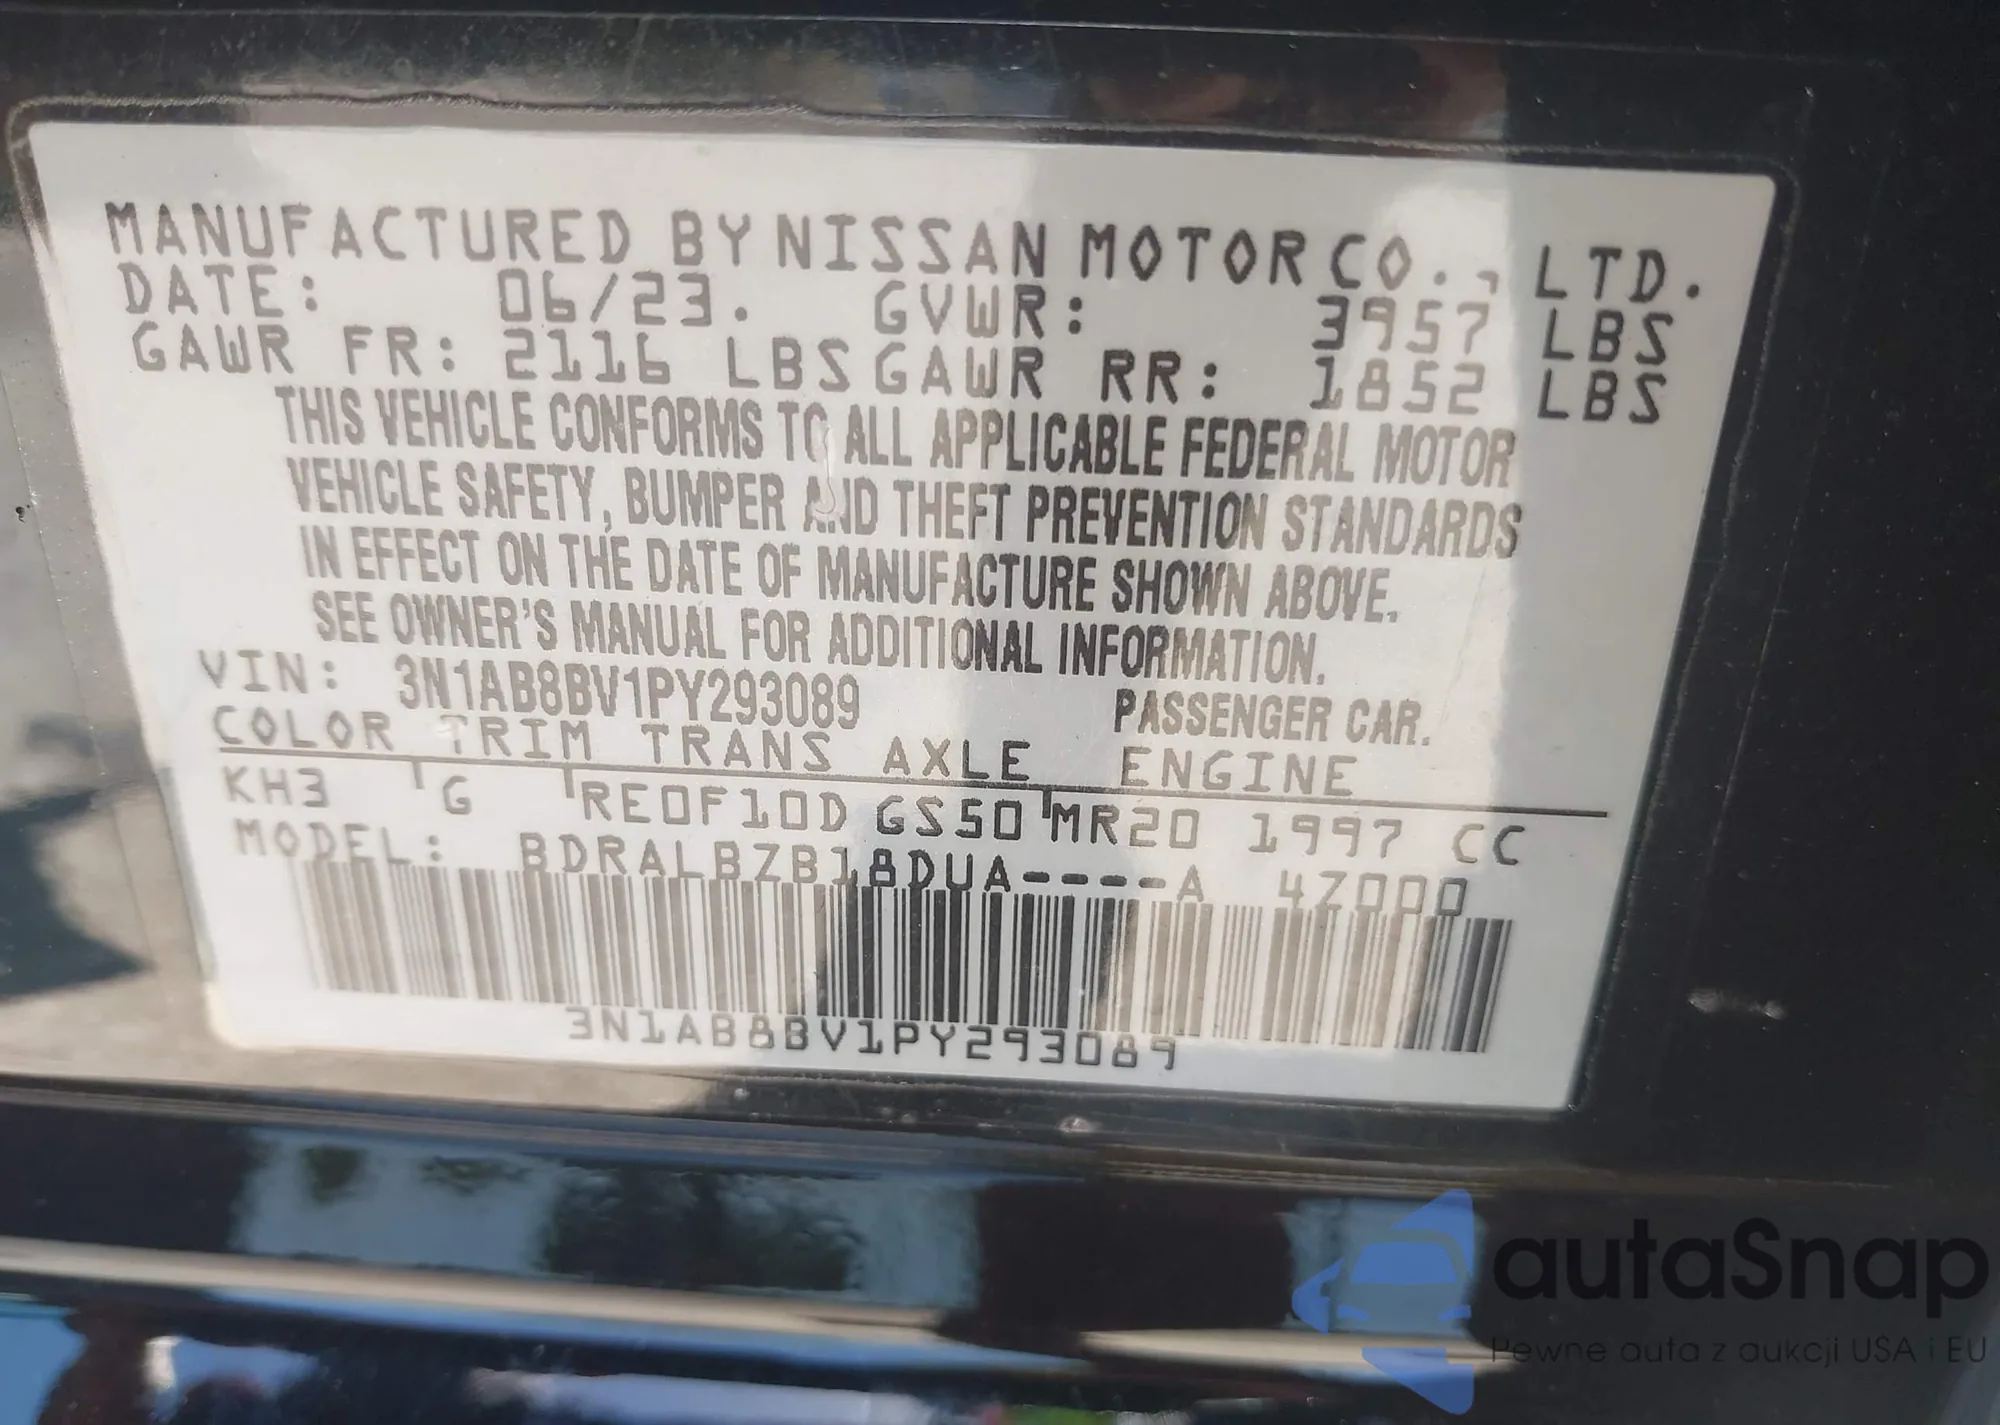 MANUFACTURED BY NISSAN MOTOR CO., LTD.
DATE: 06/23. GVWR: 3957 LBS
GAWR FR: 2116 LBS GAWR RR: 1852 LBS
THIS VEHICLE CONFORMS TO ALL APPLICABLE FEDERAL MOTOR
VEHICLE SAFETY, BUMPER AND THEFT PREVENTION STANDARDS
IN EFFECT ON THE DATE OF MANUFACTURE SHOWN ABOVE.
SEE OWNER'S MANUAL FOR ADDITIONAL INFORMATION.
VIN: 3N1AB8BV1PY293089 PASSENGER CAR.
COLOR TRIM TRANS AXLE ENGINE
KH3 G RE0F10D GS50 MR20 1997 CC
MODEL: BDRALBZB18DUA----A 4Z000
3N1AB8BV1PY293089
autaSnap
Pewne auta z aukcji USA i EU